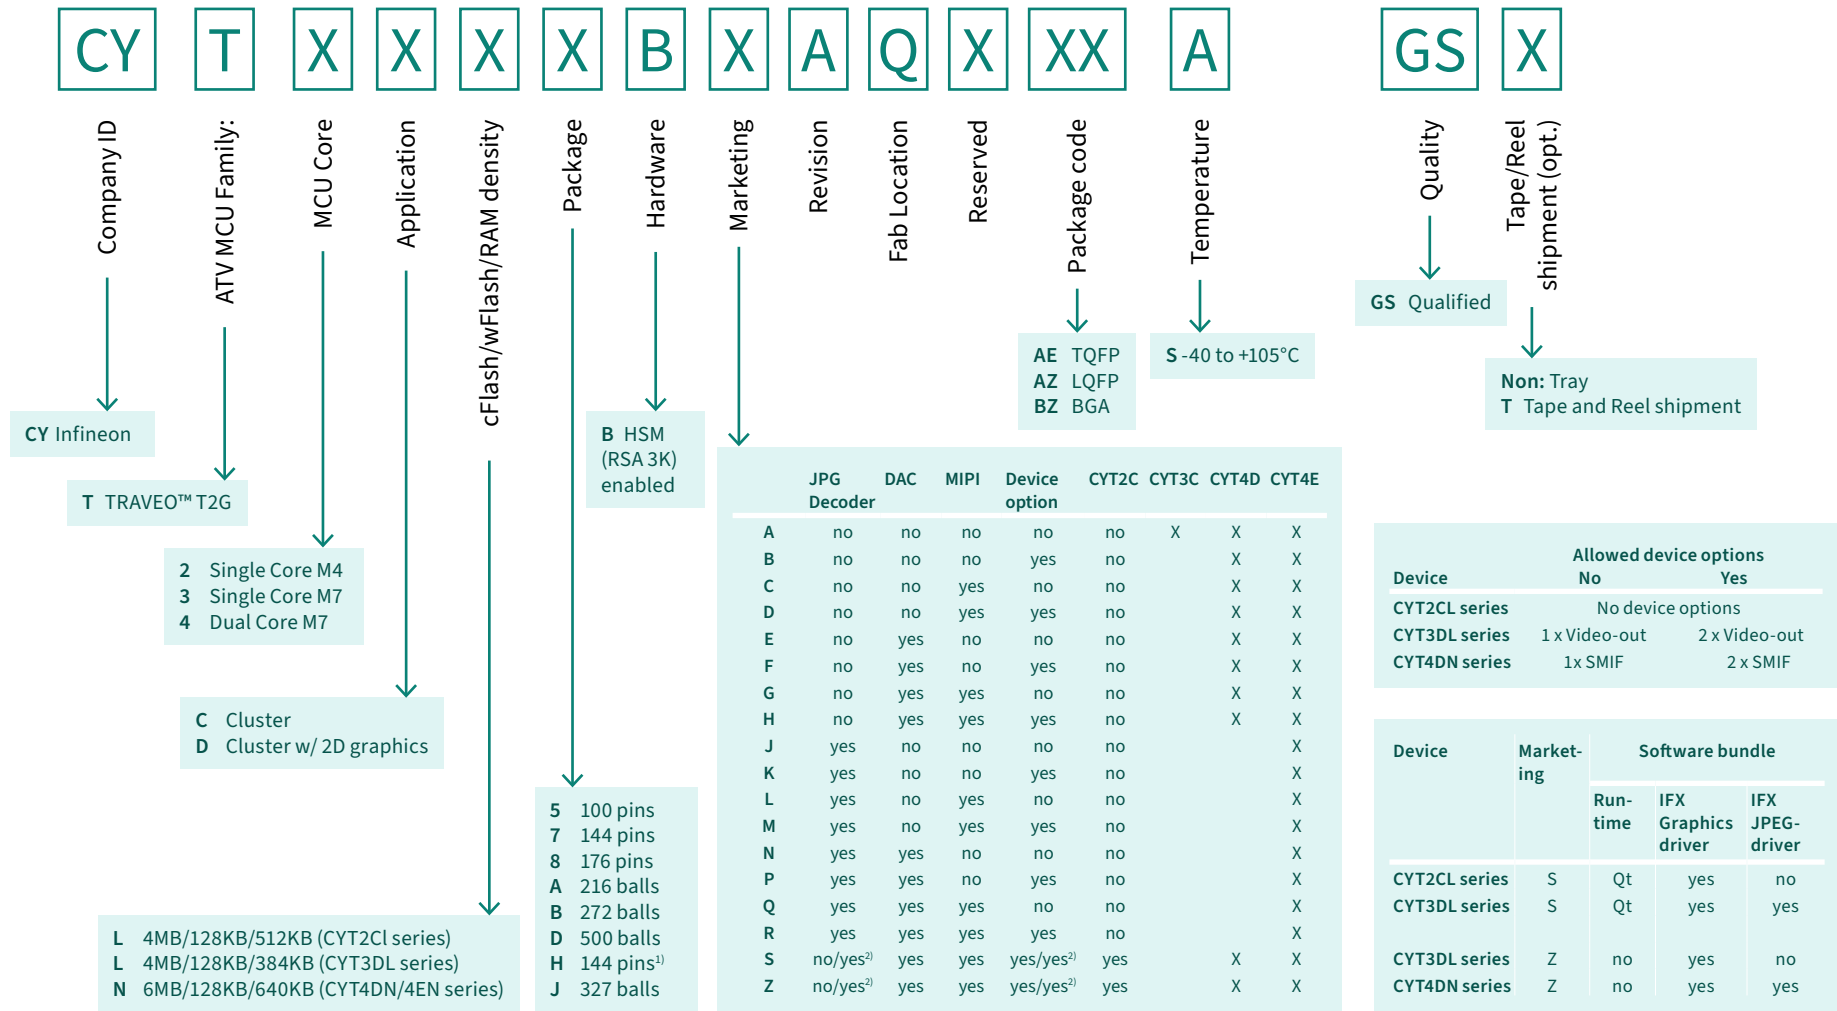 CY T X X X X B X A Q X XX A GS X
Company ID
ATV MCU Family:
MCU Core
Application
cFlash/wFlash/RAM density
Package
Hardware
Marketing
Revision
Fab Location
Reserved
Package code
Temperature
Quality
Tape/Reel
shipment (opt.)
CY Infineon
T TRAVEO™ T2G
2 Single Core M4
3 Single Core M7
4 Dual Core M7
C Cluster
D Cluster w/ 2D graphics
L 4MB/128KB/512KB (CYT2Cl series)
L 4MB/128KB/384KB (CYT3DL series)
N 6MB/128KB/640KB (CYT4DN/4EN series)
5 100 pins
7 144 pins
8 176 pins
A 216 balls
B 272 balls
D 500 balls
H 144 pins1)
J 327 balls
B HSM
(RSA 3K)
enabled
AE TQFP
AZ LQFP
BZ BGA
S -40 to +105°C
GS Qualified
Non: Tray
T Tape and Reel shipment
JPG DAC MIPI Device CYT2C CYT3C CYT4D CYT4E
Decoder option
A no no no no no X X X
B no no no yes no X X
C no no yes no no X X
D no no yes yes no X X
E no yes no no no X X
F no yes no yes no X X
G no yes yes no no X X
H no yes yes yes no X X
J yes no no no no X
K yes no no yes no X
L yes no yes no no X
M yes no yes yes no X
N yes yes no no no X
P yes yes no yes no X
Q yes yes yes no no X
R yes yes yes yes no X
S no/yes2) yes yes yes/yes2) yes X X
Z no/yes2) yes yes yes/yes2) yes X X
Allowed device options
Device No Yes
CYT2CL series No device options
CYT3DL series 1 x Video-out 2 x Video-out
CYT4DN series 1x SMIF 2 x SMIF
Device Market- Software bundle
ing
Run- IFX IFX
time Graphics JPEG-
driver driver
CYT2CL series S Qt yes no
CYT3DL series S Qt yes yes
CYT3DL series Z no yes no
CYT4DN series Z no yes yes